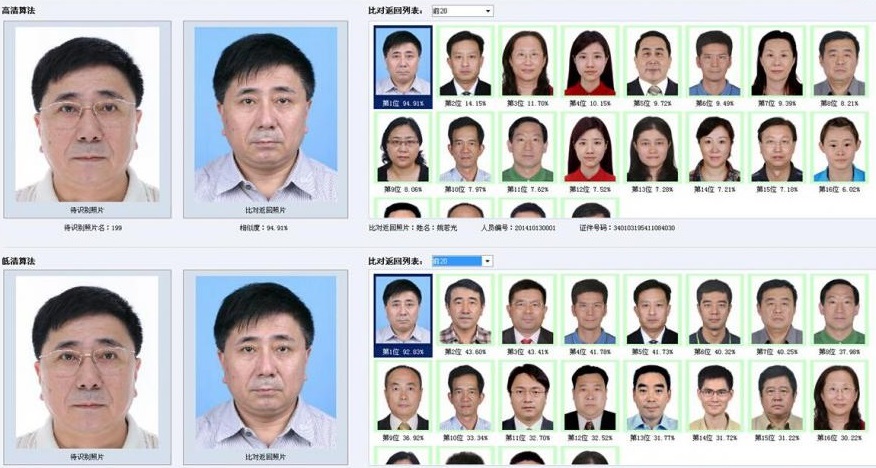 高清算法
比对返回列表: 前20
第1位 94.91% 第2位 14.15% 第3位 11.70% 第4位 10.15% 第5位 9.72% 第6位 9.49% 第7位 9.39% 第8位 8.21%
第9位 8.06% 第10位 7.97% 第11位 7.62% 第12位 7.52% 第13位 7.28% 第14位 7.21% 第15位 7.18% 第16位 6.02%
待识别照片 比对返回照片
待识别照片名: 199 相似度: 94.91% 比对返回照片: 姓名: 姚若光 人员编号: 201410130001 证件号码: 340103195411084030
低清算法
比对返回列表: 前20
第1位 92.83% 第2位 43.60% 第3位 43.41% 第4位 41.78% 第5位 41.73% 第6位 40.32% 第7位 40.25% 第8位 37.98%
第9位 36.92% 第10位 33.34% 第11位 32.70% 第12位 32.52% 第13位 31.77% 第14位 31.72% 第15位 31.22% 第16位 30.22%
待识别照片 比对返回照片